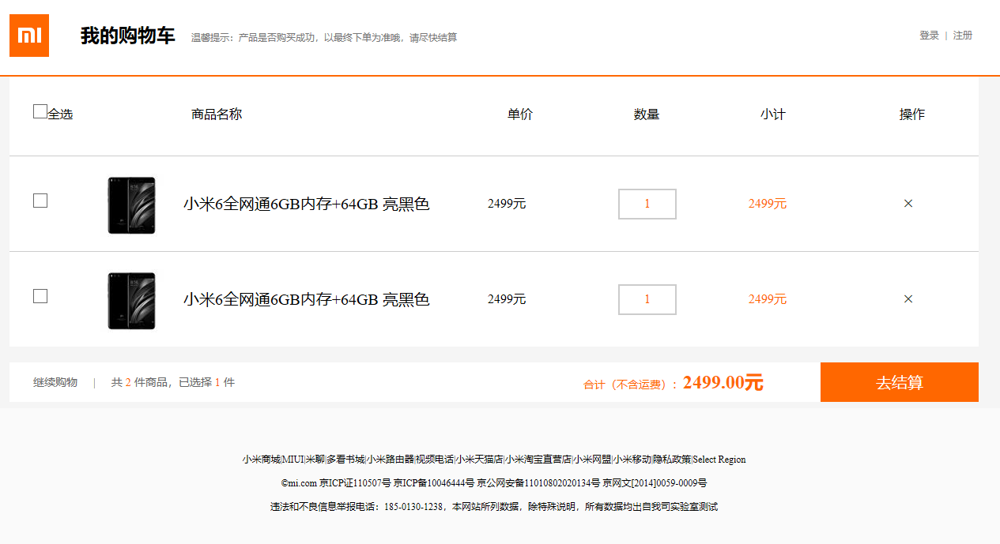 mi 我的购物车 温馨提示：产品是否购买成功，以最终下单为准哦，请尽快结算 登录 | 注册
全选 商品名称 单价 数量 小计 操作
小米6全网通6GB内存+64GB 亮黑色 2499元 1 2499元 ×
小米6全网通6GB内存+64GB 亮黑色 2499元 1 2499元 ×
继续购物 | 共 2 件商品，已选择 1 件 合计（不含运费）：2499.00元 去结算
小米商城|MIUI|米聊|多看书城|小米路由器|视频电话|小米天猫店|小米淘宝直营店|小米网盟|小米移动|隐私政策|Select Region
©mi.com 京ICP证110507号 京ICP备10046444号 京公网安备11010802020134号 京网文[2014]0059-0009号
违法和不良信息举报电话：185-0130-1238，本网站所列数据，除特殊说明，所有数据均出自我司实验室测试